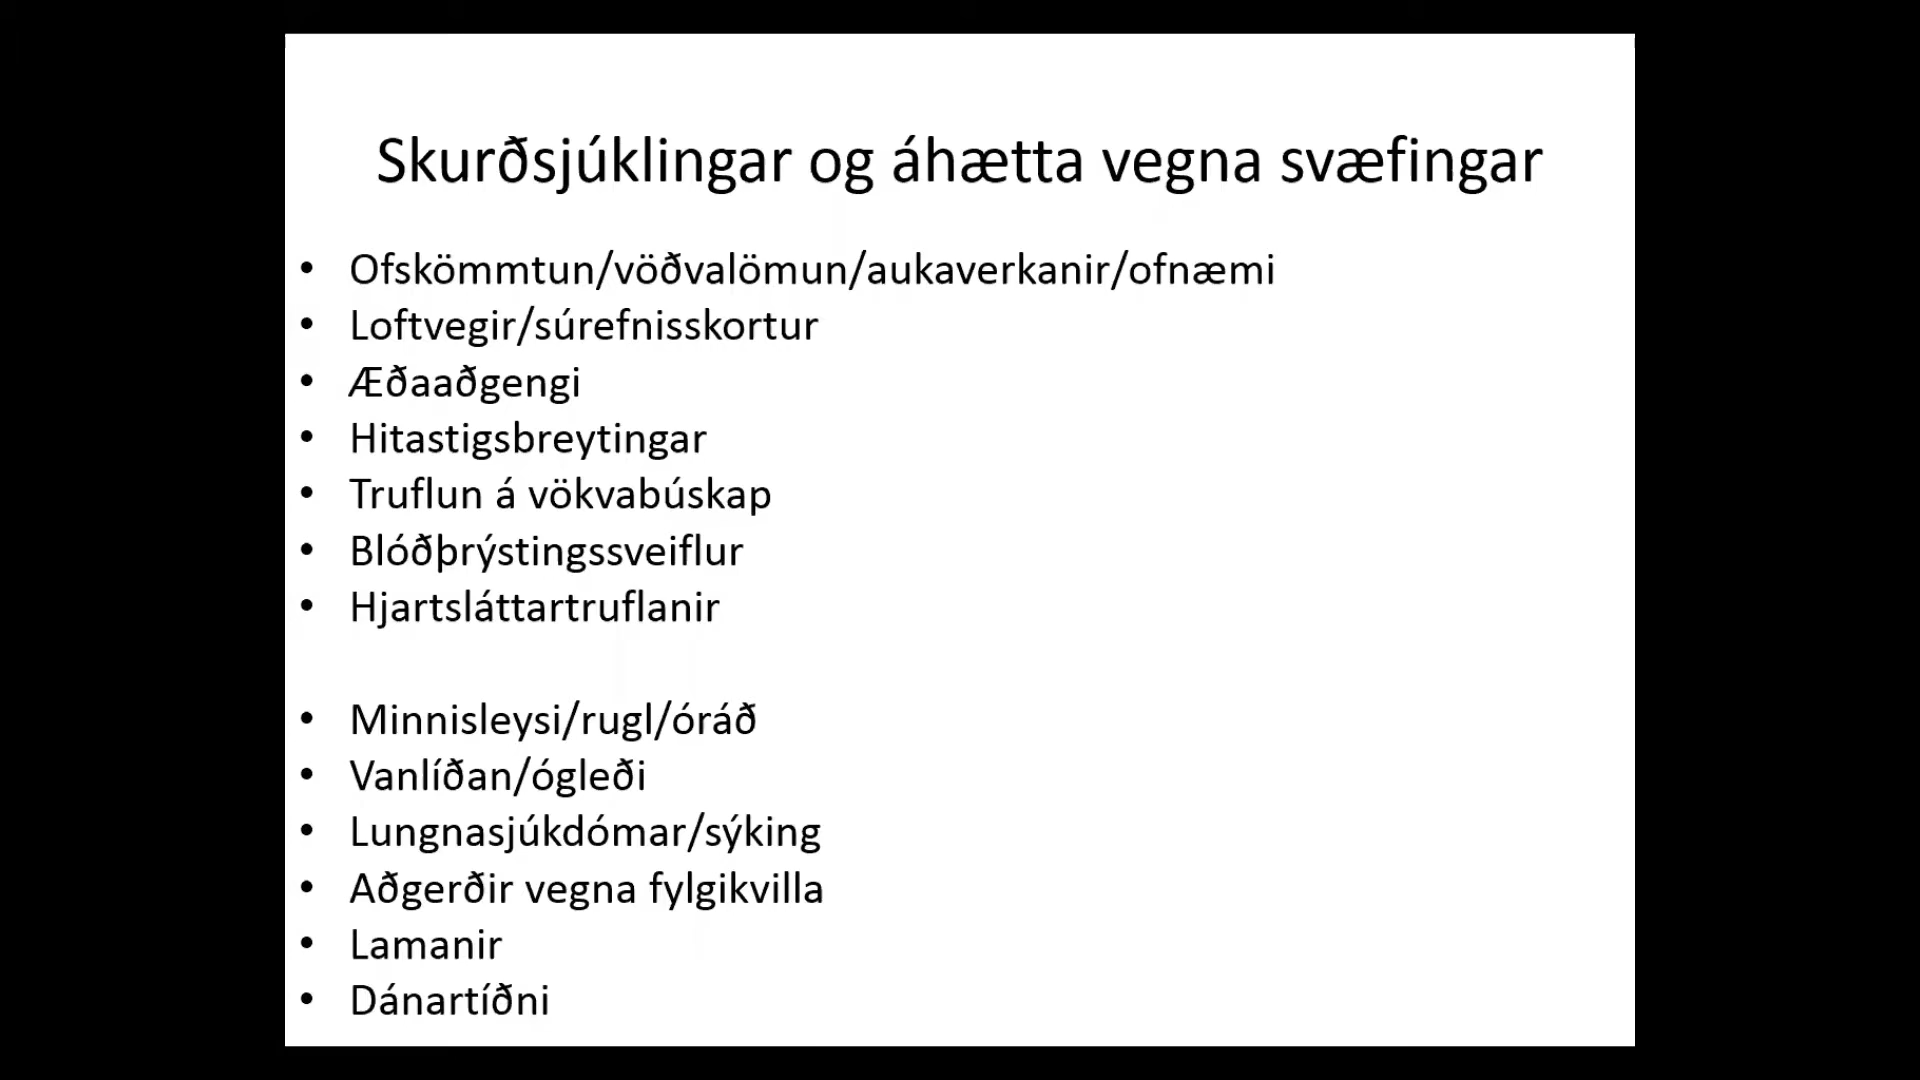 Skurðsjúklingar og áhætta vegna svæfingar
• Ofskömmtun/vöðvalömun/aukaverkanir/ofnæmi
• Loftvegir/súrefnisskortur
• Æðaaðgengi
• Hitastigsbreytingar
• Truflun á vökvabúskap
• Blóðþrýstingssveiflur
• Hjartsláttartruflanir
• Minnisleysi/rugl/óráð
• Vanlíðan/ógleði
• Lungnasjúkdómar/sýking
• Aðgerðir vegna fylgikvilla
• Lamanir
• Dánartíðni